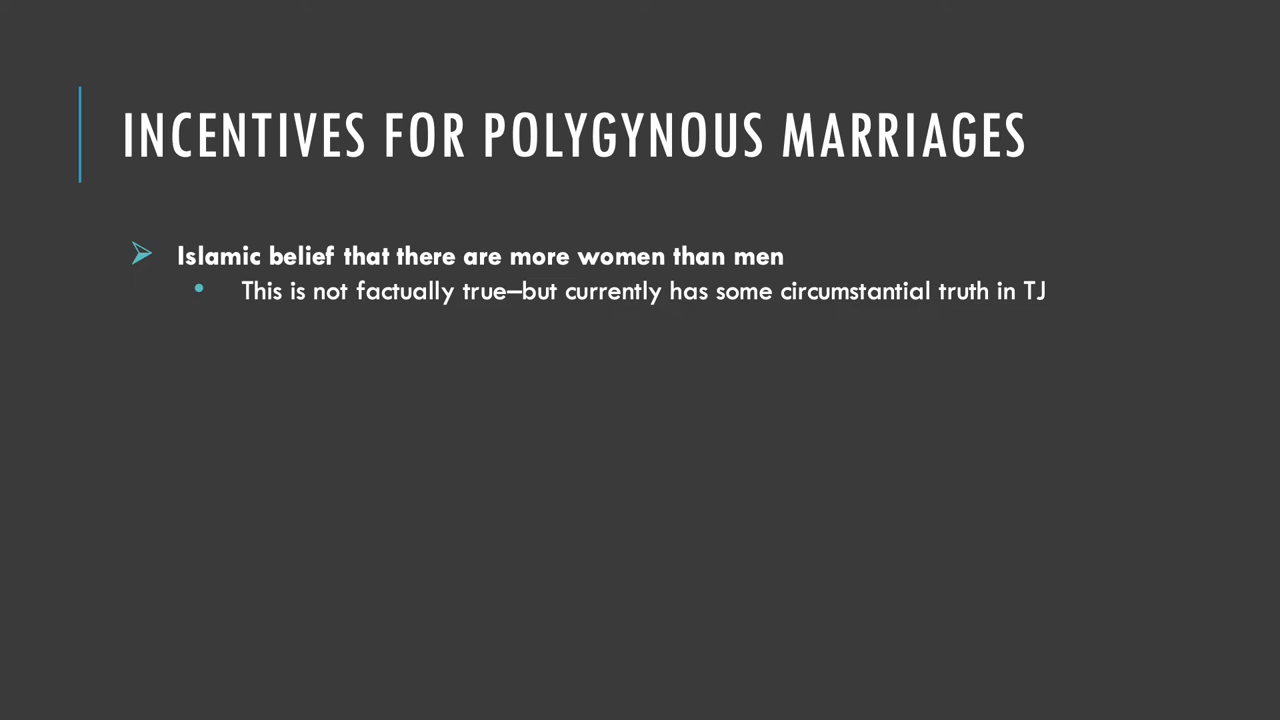 INCENTIVES FOR POLYGYNOUS MARRIAGES
Islamic belief that there are more women than men
This is not factually true–but currently has some circumstantial truth in TJ